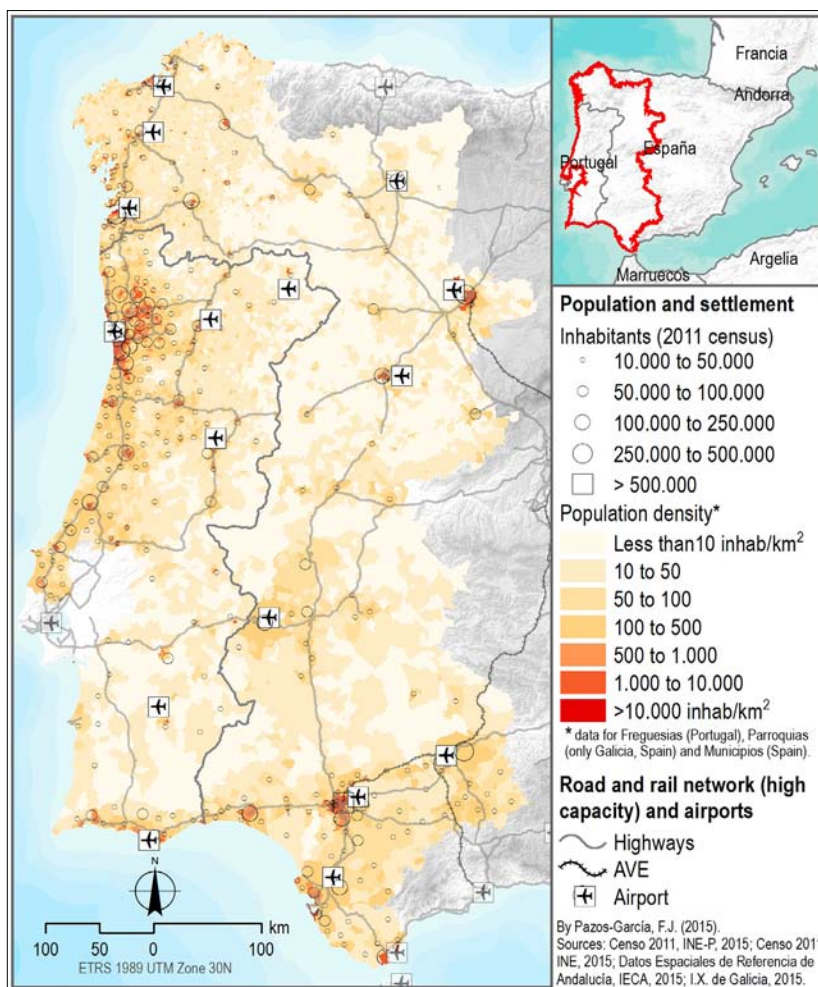 Francia
Andorra
España
Portugal
Marruecos
Argelia
Population and settlement
Inhabitants (2011 census)
10.000 to 50.000
50.000 to 100.000
100.000 to 250.000
250.000 to 500.000
> 500.000
Population density*
Less than10 inhab/km²
10 to 50
50 to 100
100 to 500
500 to 1.000
1.000 to 10.000
>10.000 inhab/km²
* data for Freguesias (Portugal), Parroquias
(only Galicia, Spain) and Municipios (Spain).
Road and rail network (high
capacity) and airports
Highways
AVE
Airport
By Pazos-García, F.J. (2015).
Sources: Censo 2011, INE-P, 2015; Censo 201
INE, 2015; Datos Espaciales de Referencia de
Andalucía, IECA, 2015; I.X. de Galicia, 2015.
N
km
100 50 0 100
ETRS 1989 UTM Zone 30N